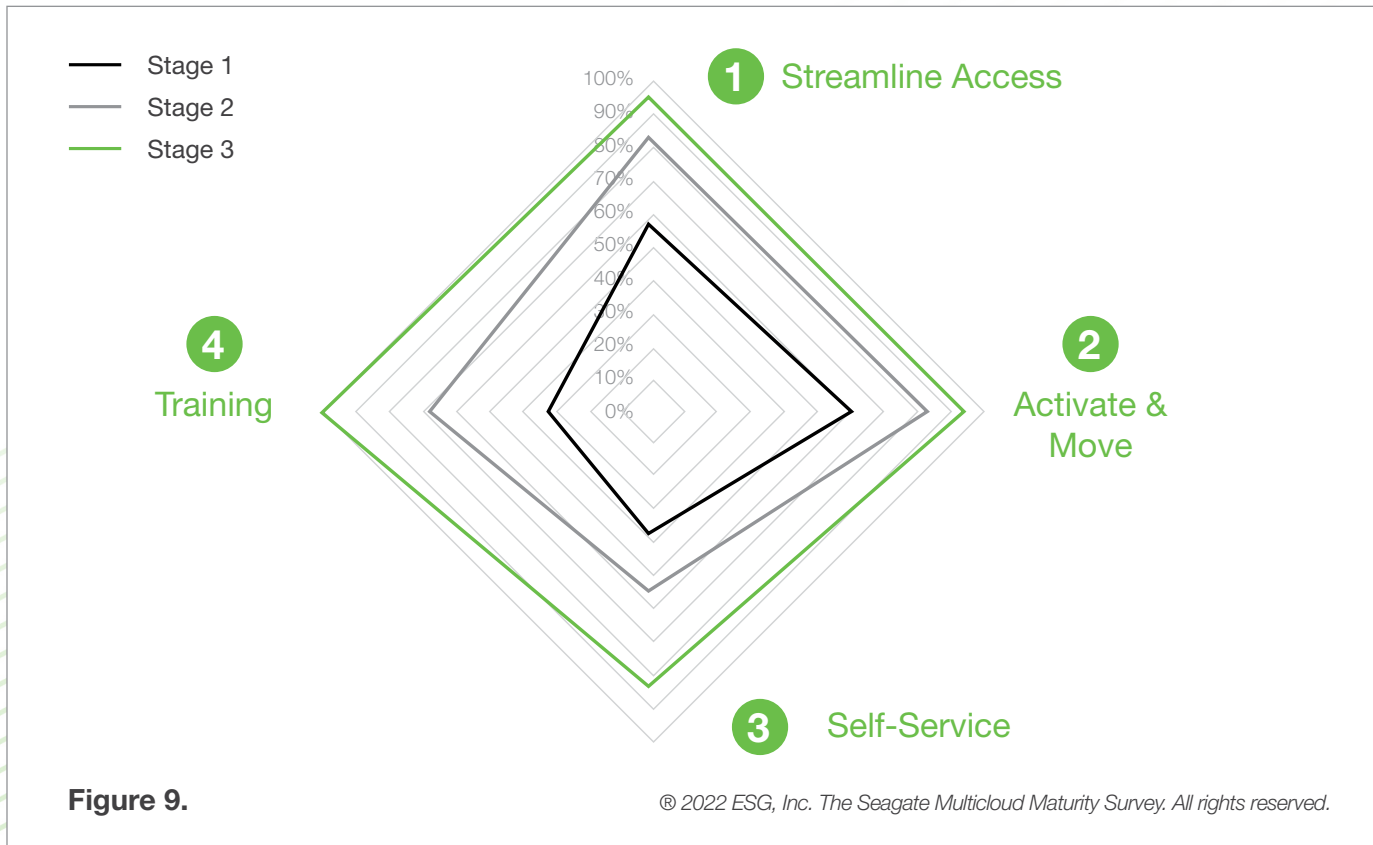 Stage 1
Stage 2
Stage 3
1 Streamline Access
100%
90%
80%
70%
60%
50%
40%
30%
20%
10%
0%
2
Activate &
Move
3 Self-Service
4
Training
Figure 9.
® 2022 ESG, Inc. The Seagate Multicloud Maturity Survey. All rights reserved.